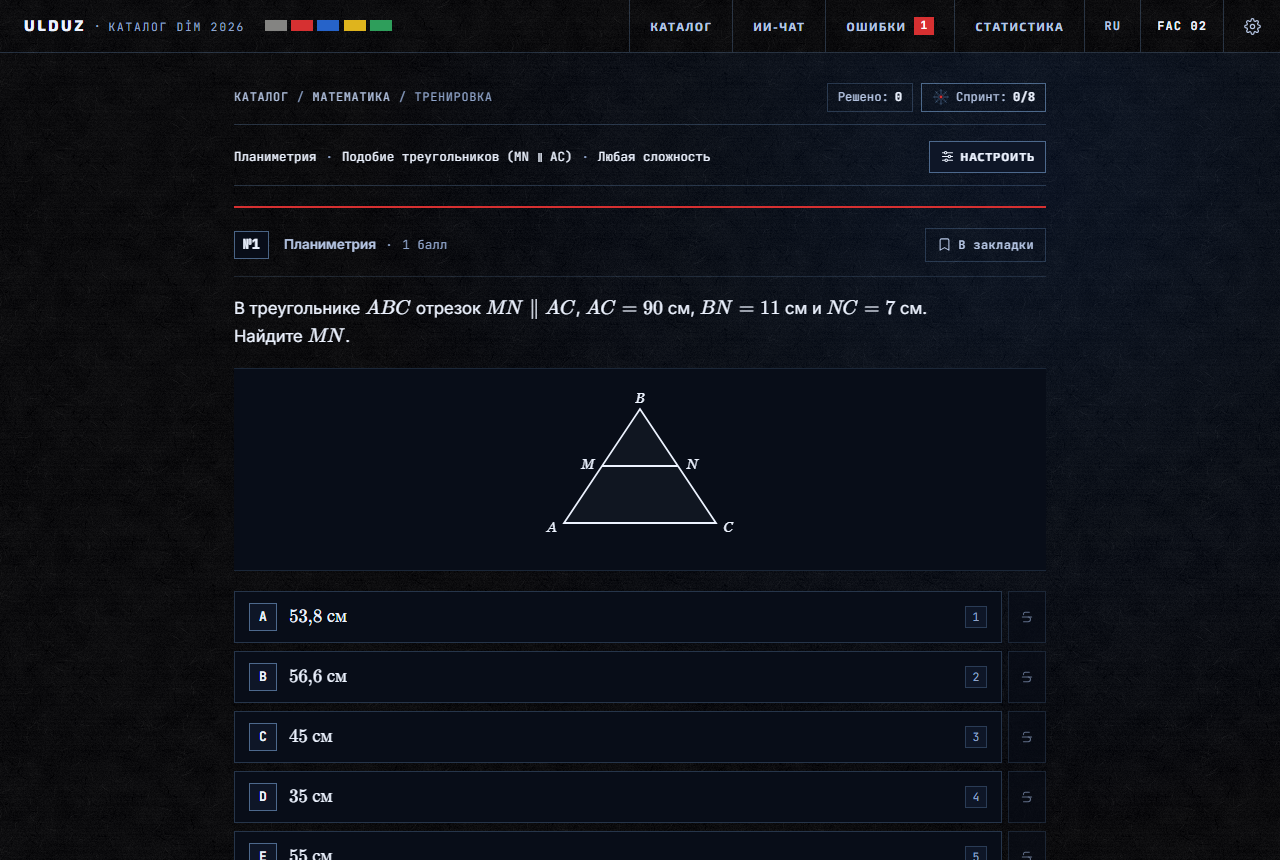 ULDUZ · КАТАЛОГ DİM 2026
КАТАЛОГ
ИИ-ЧАТ
ОШИБКИ 1
СТАТИСТИКА
RU
FAC 02
КАТАЛОГ / МАТЕМАТИКА / ТРЕНИРОВКА
Решено: 0
Спринт: 0/8
Планиметрия · Подобие треугольников (MN ∥ AC) · Любая сложность
НАСТРОИТЬ
№1 Планиметрия · 1 балл
В закладки
В треугольнике ABC отрезок MN ∥ AC, AC = 90 см, BN = 11 см и NC = 7 см.
Найдите MN.
B
M N
A C
A 53,8 см 1
B 56,6 см 2
C 45 см 3
D 35 см 4
E 55 см 5